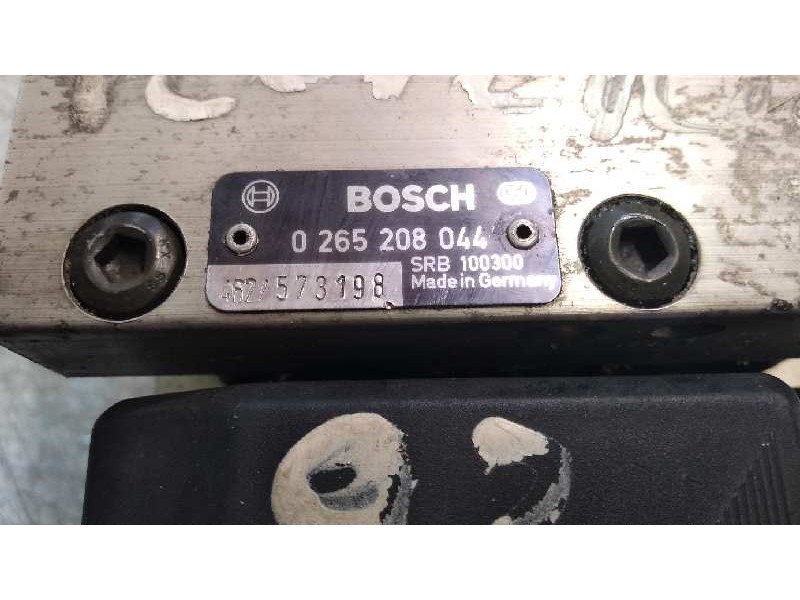 BOSCH
0 265 208 044
SRB 100300
573198
Made in Germany